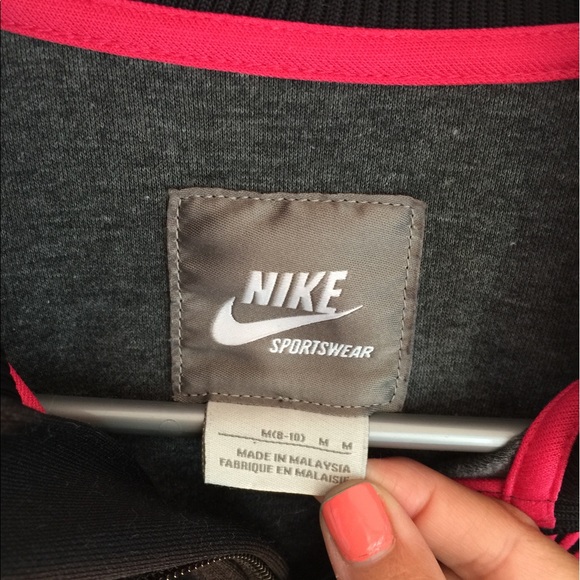 NIKE
SPORTSWEAR
M(8-10) M M
MADE IN MALAYSIA
FABRIQUE EN MALAISIE